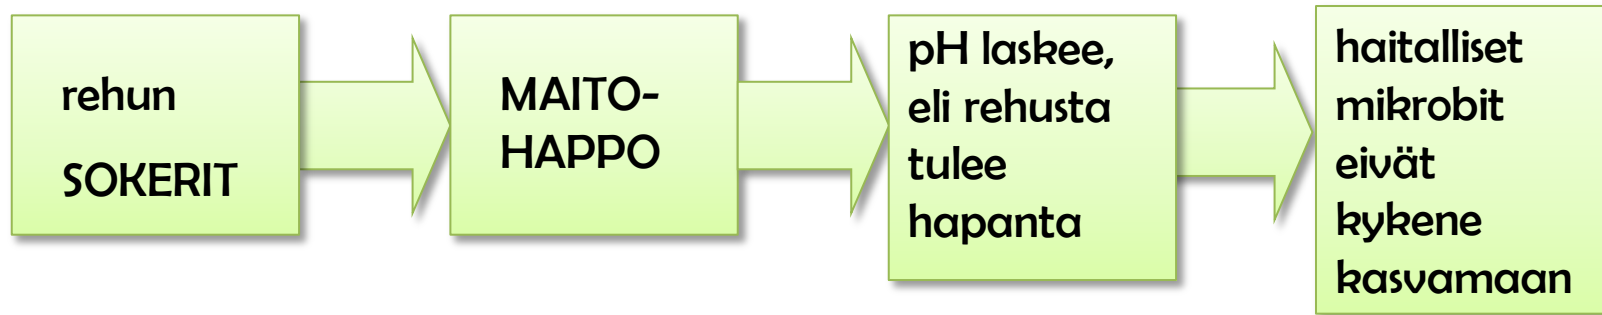 rehun
SOKERIT
MAITO-
HAPPO
pH laskee,
eli rehusta
tulee
hapanta
haitalliset
mikrobit
eivät
kykene
kasvamaan